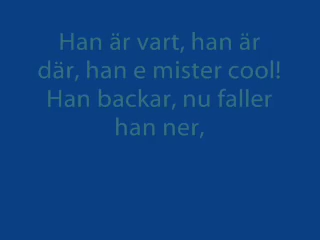 Han är vart, han är
där, han e mister cool!
Han backar, nu faller
han ner,